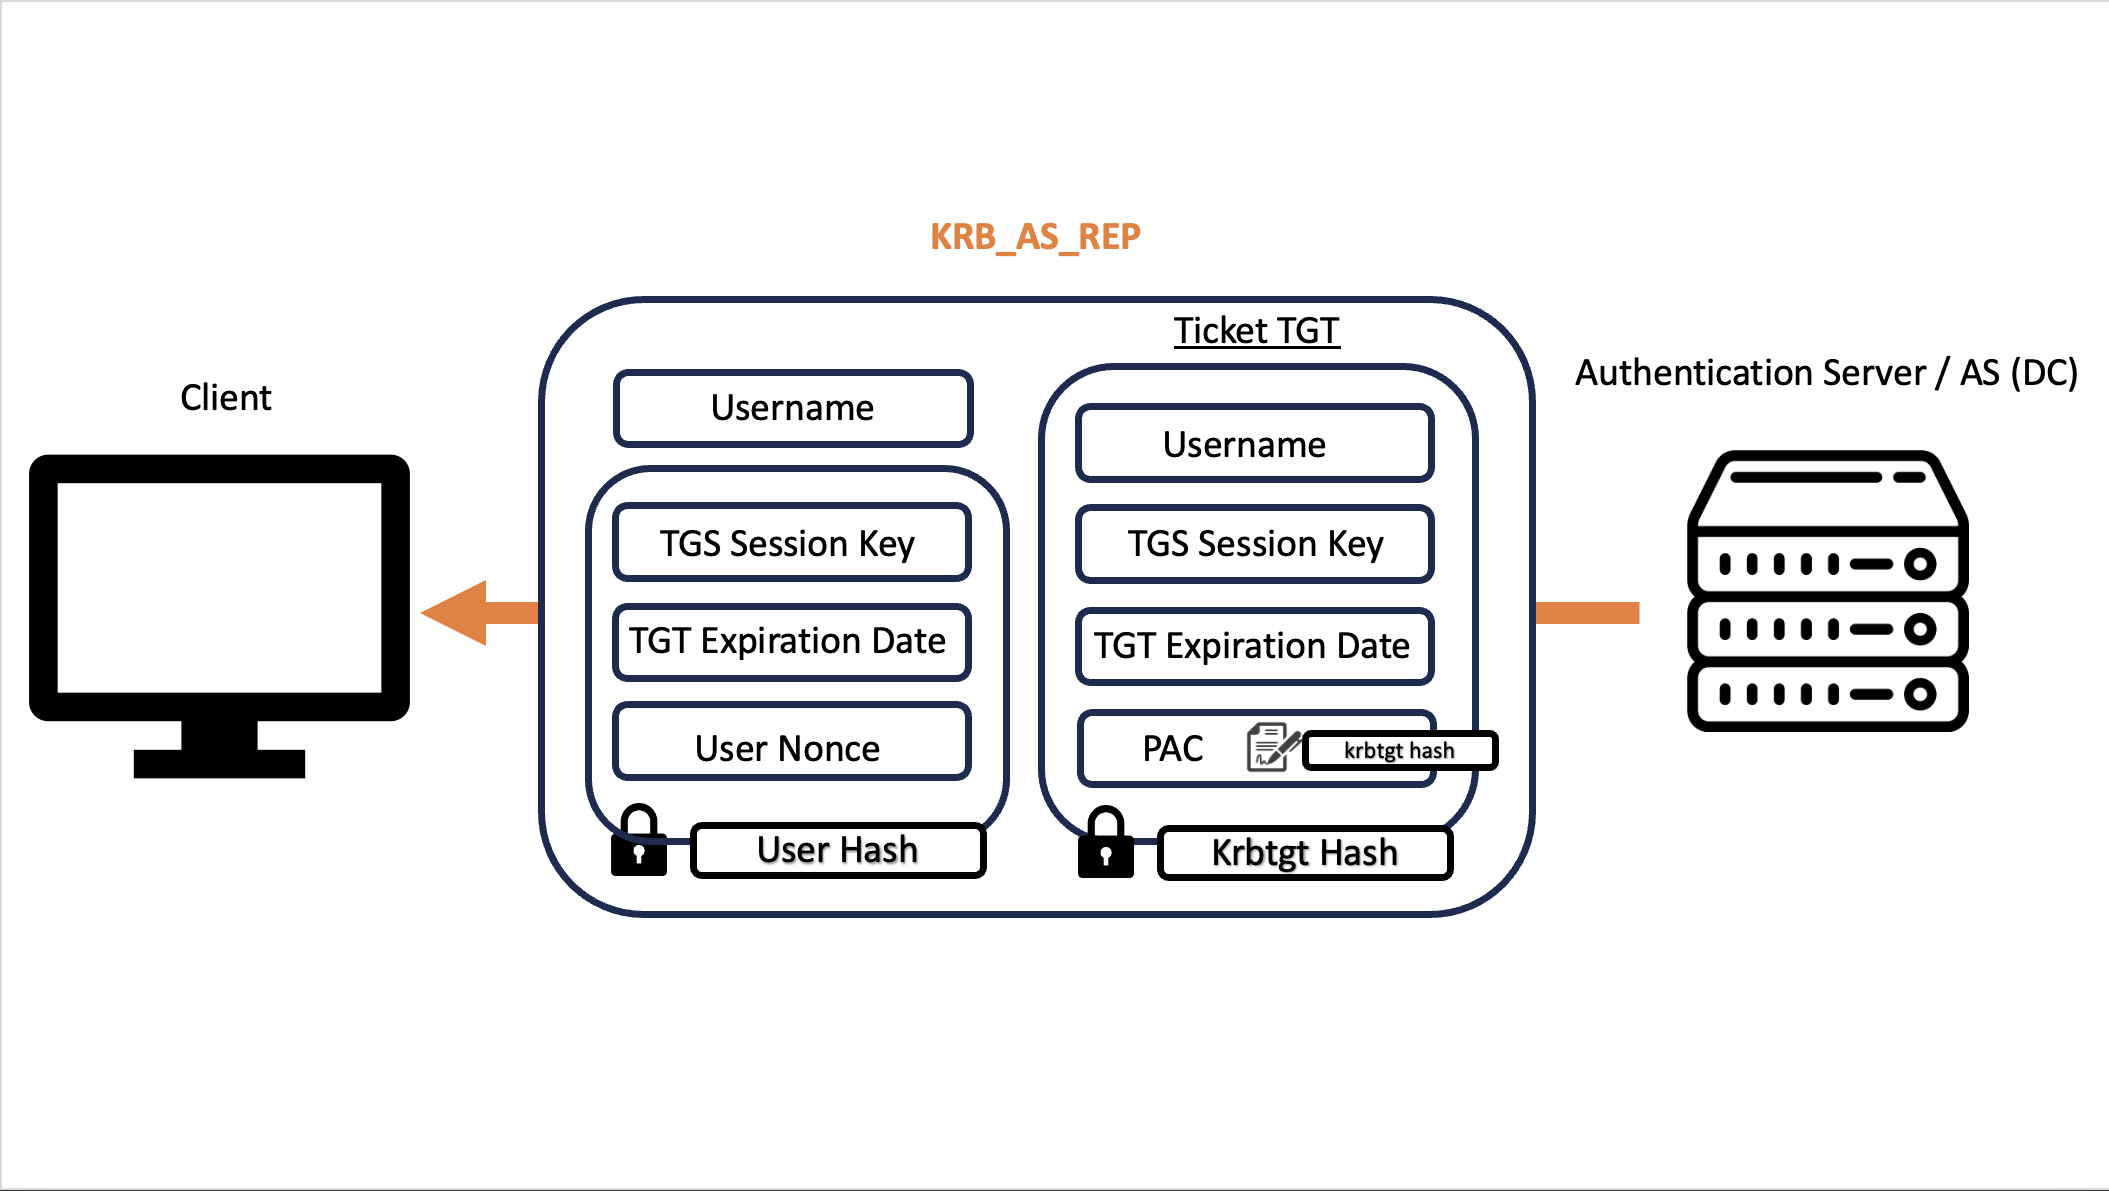 KRB_AS_REP
Client
Username
TGS Session Key
TGT Expiration Date
User Nonce
User Hash
Ticket TGT
Username
TGS Session Key
TGT Expiration Date
PAC
krbtgt hash
Krbtgt Hash
Authentication Server / AS (DC)